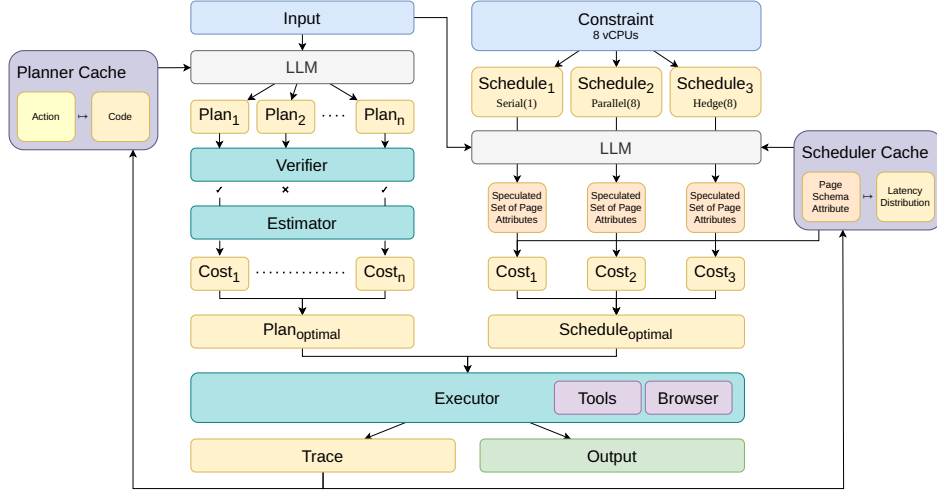 Input
Constraint
8 vCPUs
Planner Cache
Action
↦
Code
LLM
Schedule1
Serial(1)
Schedule2
Parallel(8)
Schedule3
Hedge(8)
Plan1
Plan2
....
Plann
LLM
Scheduler Cache
Page
Schema
Attribute
↦
Latency
Distribution
Verifier
✓
×
✓
Speculated
Set of Page
Attributes
Speculated
Set of Page
Attributes
Speculated
Set of Page
Attributes
Estimator
Cost1
..............
Costn
Cost1
Cost2
Cost3
Planoptimal
Scheduleoptimal
Executor
Tools
Browser
Trace
Output